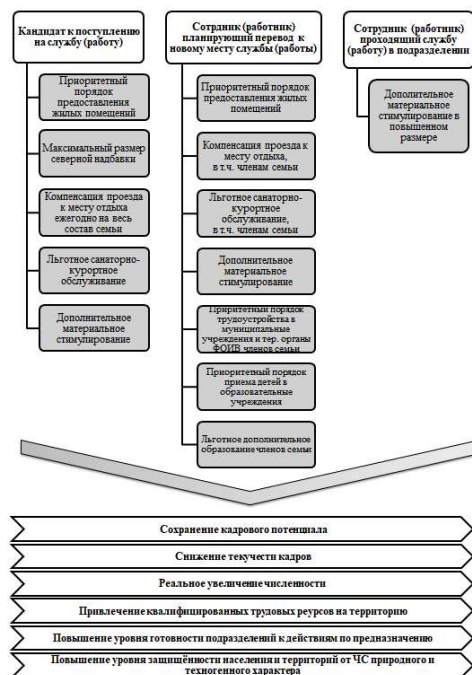 Кандидат к поступлению
на службу (работу)
Приоритетный
порядок
предоставления
жилых помещений
Максимальный размер
северной надбавки
Компенсация проезда
к месту отдыха
ежегодно на весь
состав семьи
Льготное санаторно-
курортное
обслуживание
Дополнительное
материальное
стимулирование
Сотрдник (работник)
планирующий перевод к
новому месту службы (работы)
Приоритетный порядок
предоставления жилых
помещений
Компенсация проезда к
месту отдыха,
в т.ч. членам семьи
Льготное санаторно-
курортное
обслуживание,
в т.ч. членам семьи
Дополнительное
материальное
стимулирование
Приритетный порядок
трудоустройства в
муниципальные
учреждения и тер. органы
ФОИВ членов семьи
Приоритетный порядок
приема детей в
образовательные
учреждения
Льготное дополнительное
образование членов семьи
Сотрудник (работник)
проходящий службу
(работу) в подразделении
Дополительное
материальное
стимулирование в
повышенном
размере
Сохранение кадрового потенциала
Снижение текучести кадров
Реальное увеличение численности
Привлечение квалифицированных трудовых реурсов на территорию
Повышение уровня готовности подразделений к действиям по предназначению
Повышение уровня защищённости населения и территорий от ЧС природного и
техногенного характера